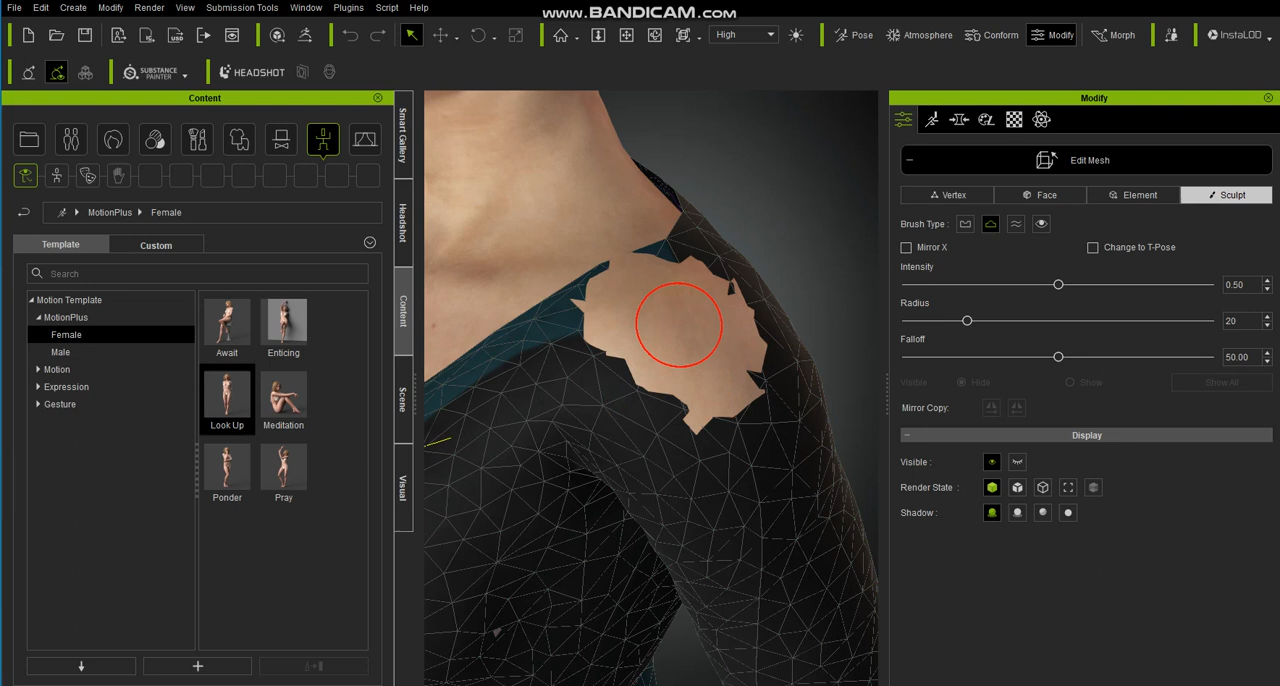 www.BANDICAM.com
File Edit Create Modify Render View Submission Tools Window Plugins Script Help
High Pose Atmosphere Conform Modify Morph InstaLOD
SUBSTANCE PAINTER HEADSHOT
Content
MotionPlus Female
Template Custom
Search
Motion Template
MotionPlus
Female
Male
Motion
Expression
Gesture
Await Enticing
Look Up Meditation
Ponder Pray
Smart Gallery
Headshot
Content
Scene
Visual
Modify
Edit Mesh
Vertex Face Element Sculpt
Brush Type :
Mirror X Change to T-Pose
Intensity
0.50
Radius
20
Falloff
50.00
Visible Hide Show Show All
Mirror Copy:
Display
Visible :
Render State :
Shadow :